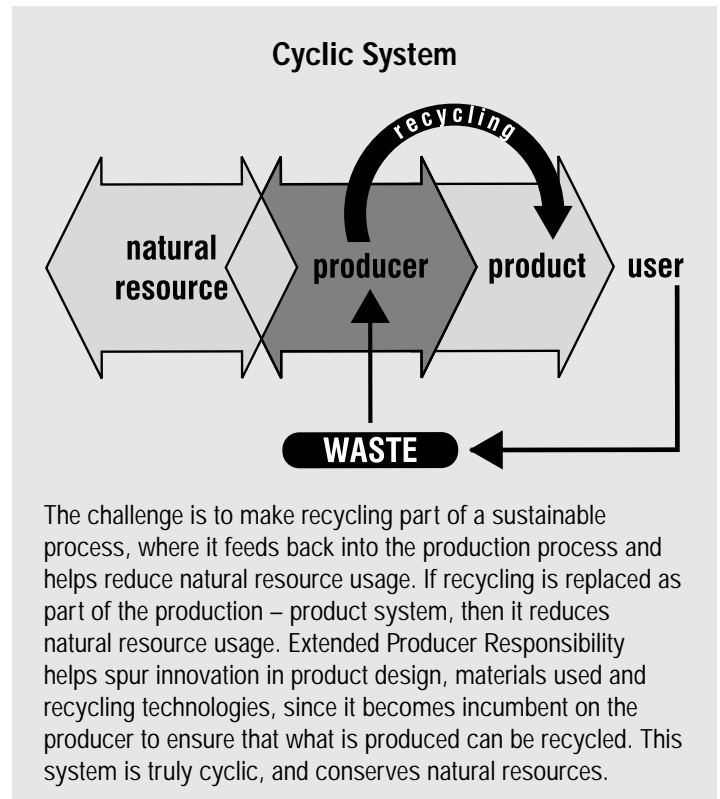 Cyclic System
recycling
natural
resource
producer
product
user
WASTE
The challenge is to make recycling part of a sustainable
process, where it feeds back into the production process and
helps reduce natural resource usage. If recycling is replaced as
part of the production – product system, then it reduces
natural resource usage. Extended Producer Responsibility
helps spur innovation in product design, materials used and
recycling technologies, since it becomes incumbent on the
producer to ensure that what is produced can be recycled. This
system is truly cyclic, and conserves natural resources.